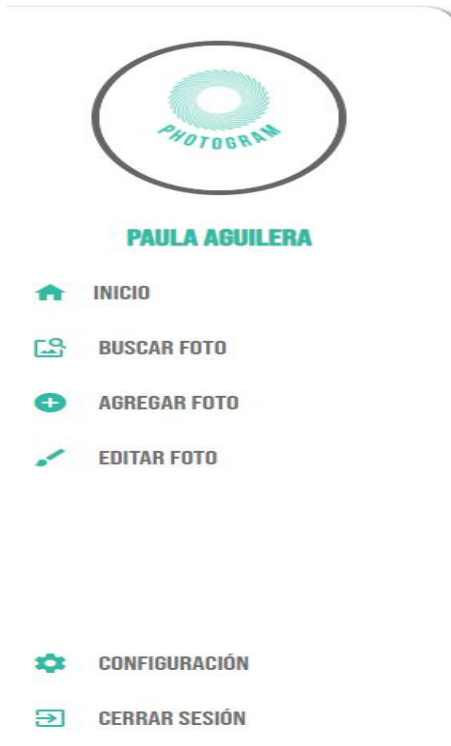 PHOTOGRAM
PAULA AGUILERA
INICIO
BUSCAR FOTO
AGREGAR FOTO
EDITAR FOTO
CONFIGURACIÓN
CERRAR SESIÓN